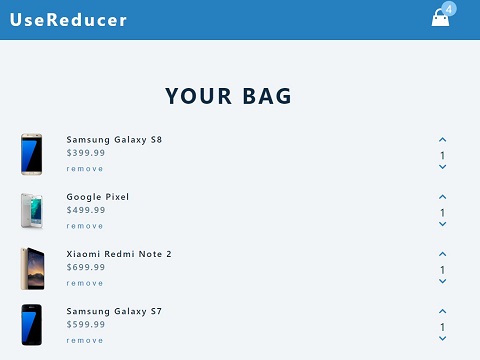 UseReducer
4
YOUR BAG
Samsung Galaxy S8
$399.99
remove
1
Google Pixel
$499.99
remove
1
Xiaomi Redmi Note 2
$699.99
remove
1
Samsung Galaxy S7
$599.99
remove
1